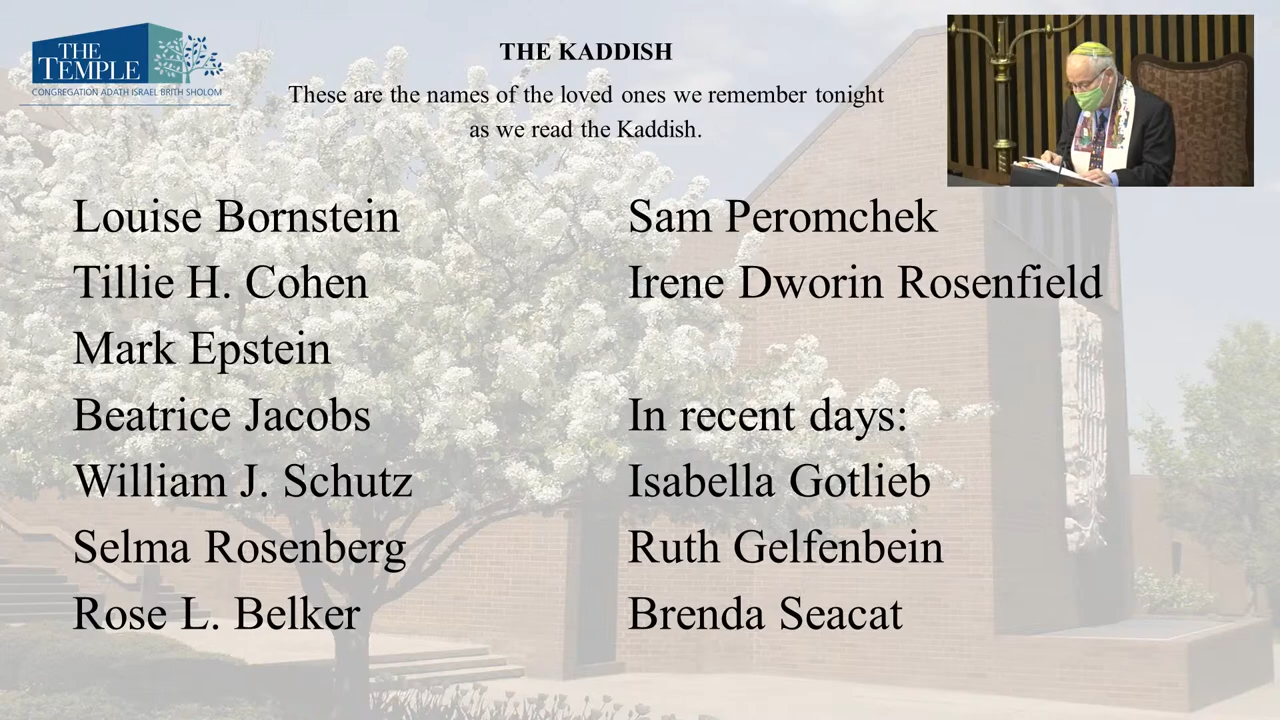 THE
TEMPLE
CONGREGATION ADATH ISRAEL BRITH SHOLOM
THE KADDISH
These are the names of the loved ones we remember tonight
as we read the Kaddish.
Louise Bornstein
Tillie H. Cohen
Mark Epstein
Beatrice Jacobs
William J. Schutz
Selma Rosenberg
Rose L. Belker
Sam Peromchek
Irene Dworin Rosenfield
In recent days:
Isabella Gotlieb
Ruth Gelfenbein
Brenda Seacat